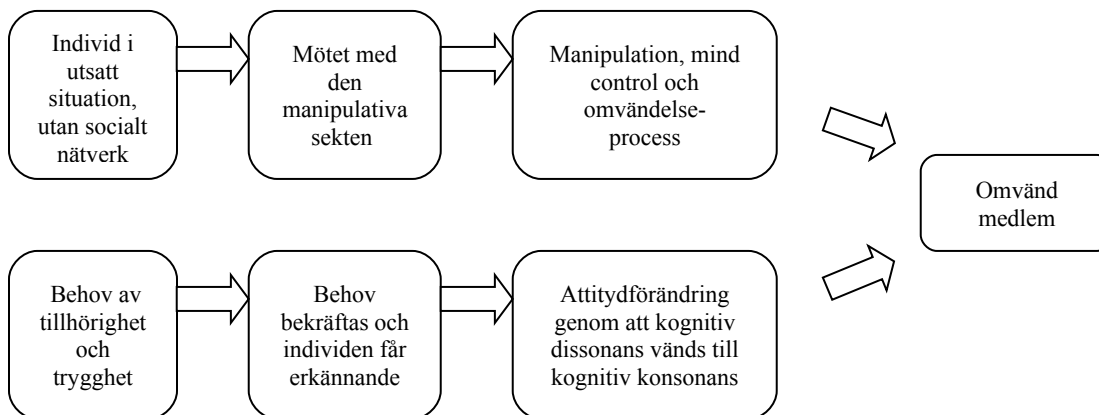 Individ i
utsatt
situation,
utan socialt
nätverk
Mötet med
den
manipulativa
sekten
Manipulation, mind
control och
omvändelse-
process
Omvänd
medlem
Behov av
tillhörighet
och
trygghet
Behov
bekräftas och
individen får
erkännande
Attitydförändring
genom att kognitiv
dissonans vänds till
kognitiv konsonans